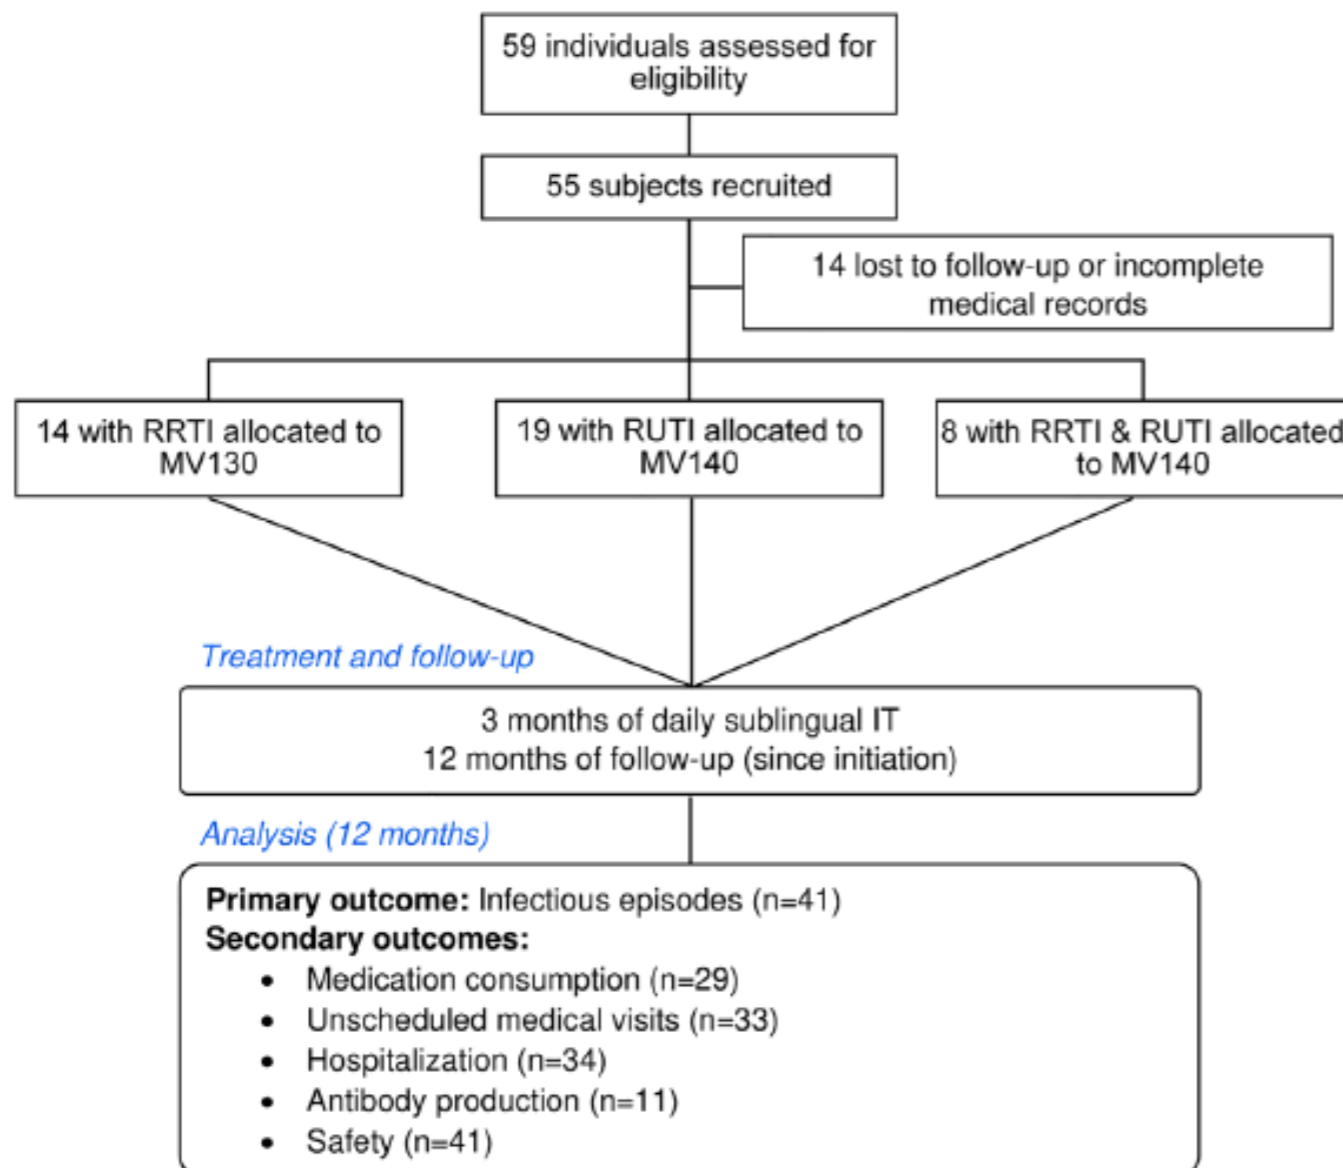 59 individuals assessed for
eligibility
55 subjects recruited
14 lost to follow-up or incomplete
medical records
14 with RRTI allocated to
MV130
19 with RUTI allocated to
MV140
8 with RRTI & RUTI allocated
to MV140
Treatment and follow-up
3 months of daily sublingual IT
12 months of follow-up (since initiation)
Analysis (12 months)
Primary outcome: Infectious episodes (n=41)
Secondary outcomes:
• Medication consumption (n=29)
• Unscheduled medical visits (n=33)
• Hospitalization (n=34)
• Antibody production (n=11)
• Safety (n=41)